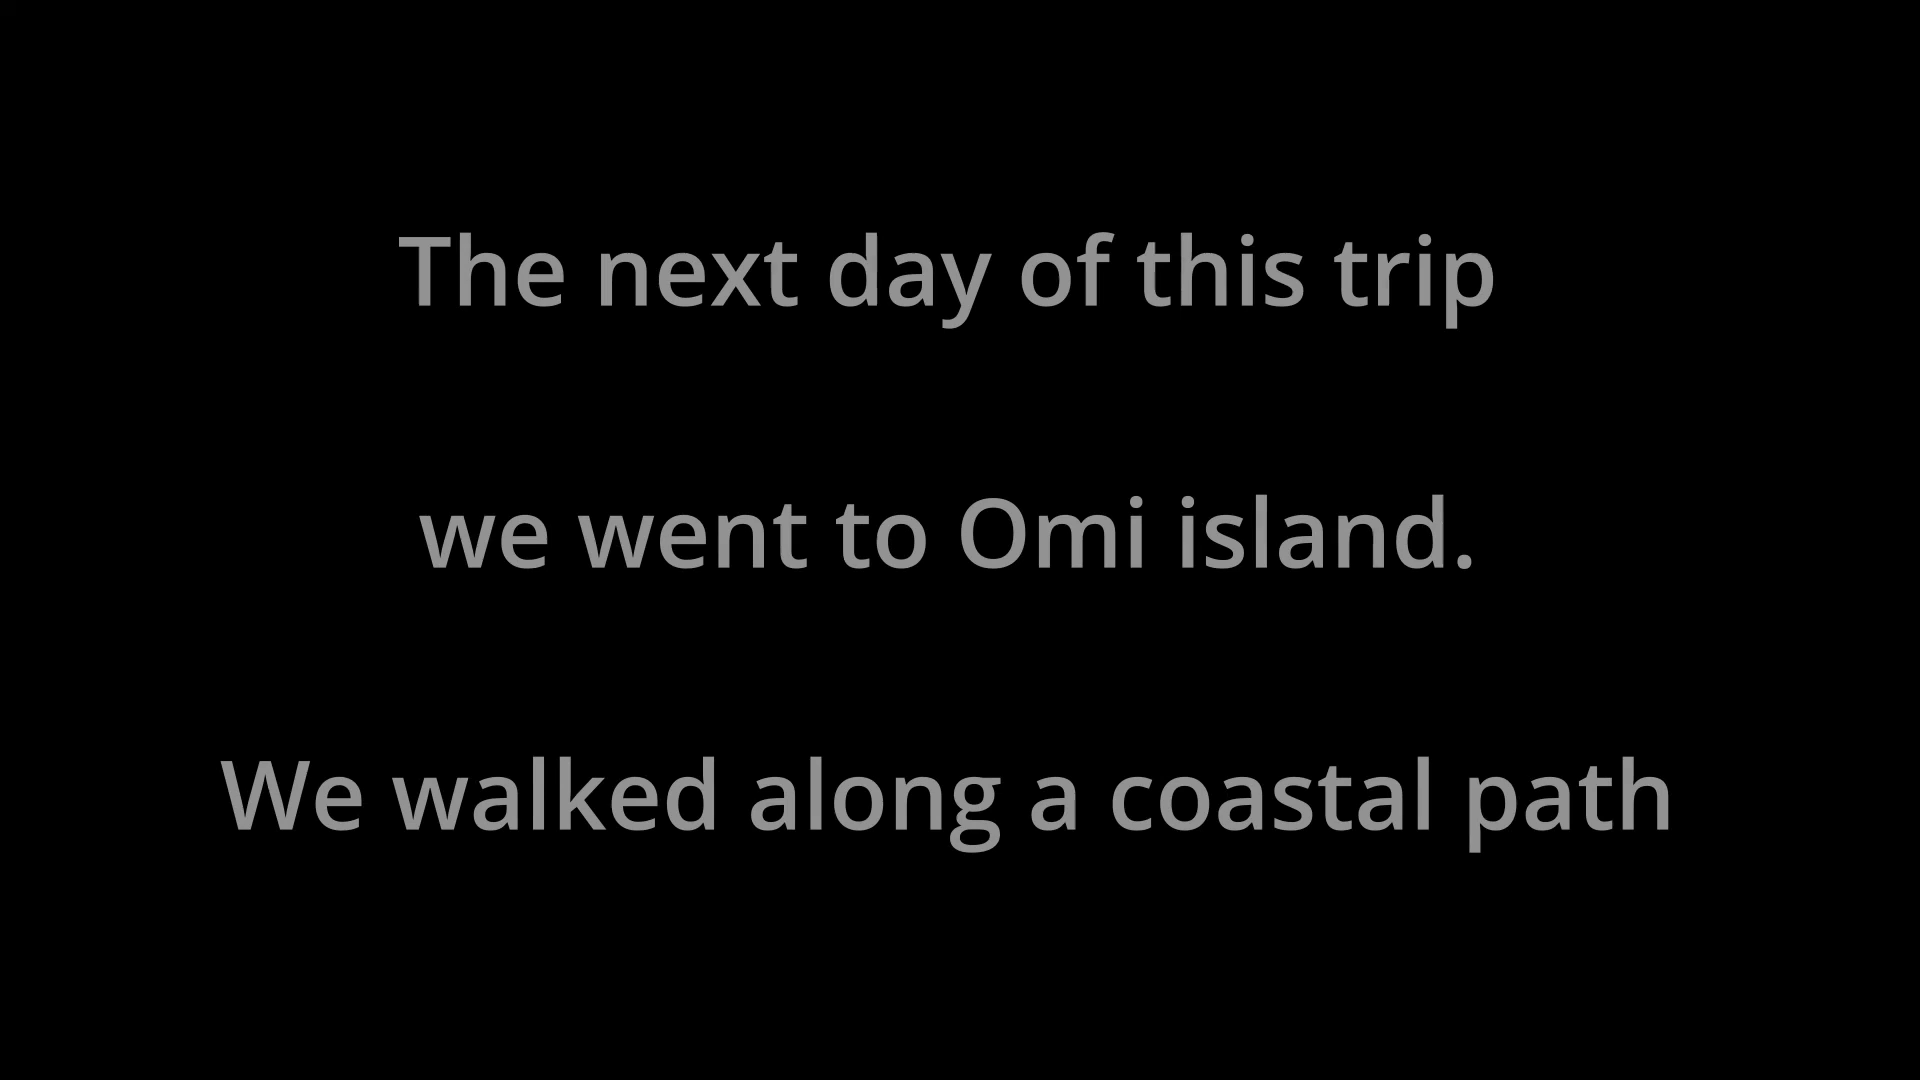 The next day of this trip
we went to Omi island.
We walked along a coastal path